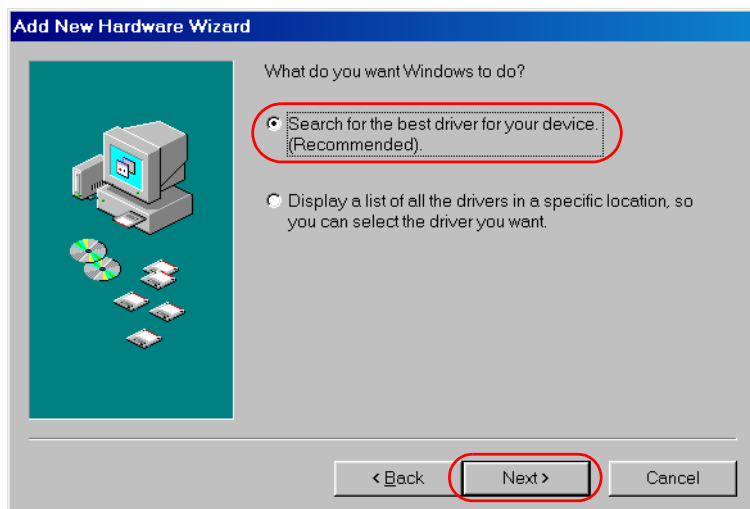 Add New Hardware Wizard
What do you want Windows to do?
Search for the best driver for your device.
(Recommended).
Display a list of all the drivers in a specific location, so
you can select the driver you want.
< Back
Next >
Cancel